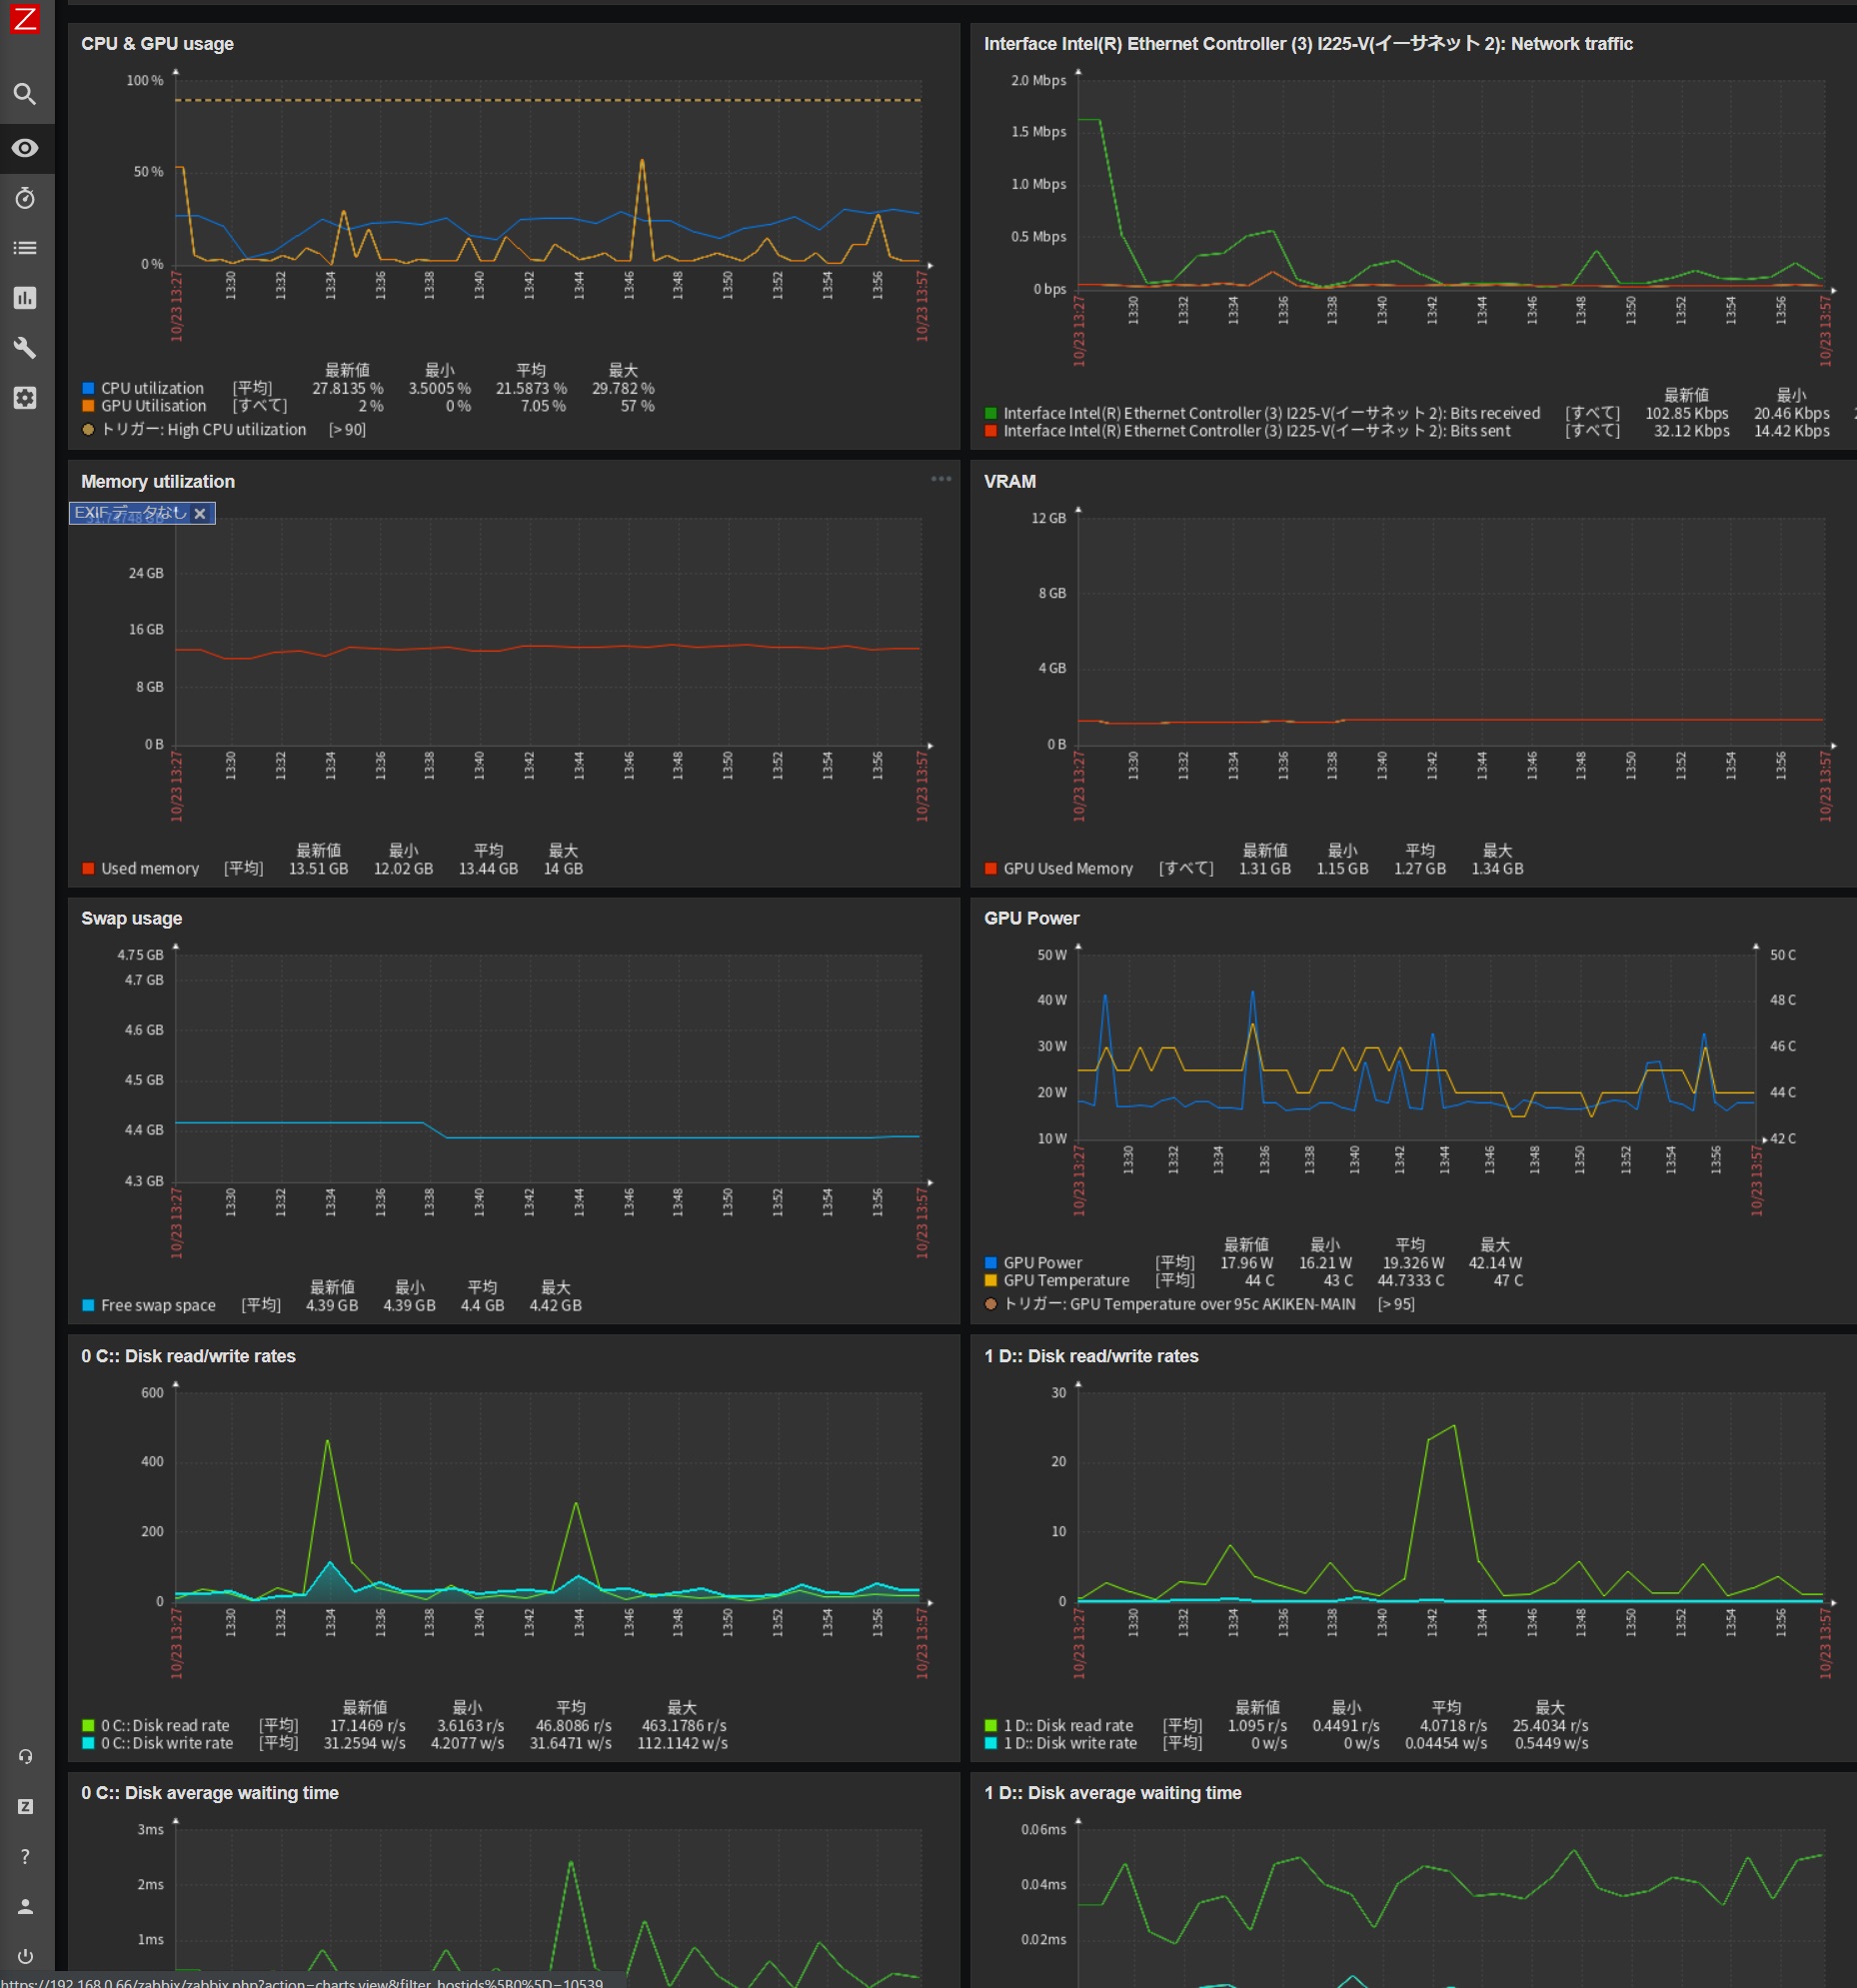 CPU & GPU usage
100 %
50 %
0 %
10/23 13:27
13:30
13:32
13:34
13:36
13:38
13:40
13:42
13:44
13:46
13:48
13:50
13:52
13:54
13:56
10/23 13:57
最新値 最小 平均 最大
CPU utilization [平均] 27.8135 % 3.5005 % 21.5873 % 29.782 %
GPU Utilisation [すべて] 2 % 0 % 7.05 % 57 %
トリガー: High CPU utilization [> 90]
Interface Intel(R) Ethernet Controller (3) I225-V(イーサネット 2): Network traffic
2.0 Mbps
1.5 Mbps
1.0 Mbps
0.5 Mbps
0 bps
10/23 13:27
13:30
13:32
13:34
13:36
13:38
13:40
13:42
13:44
13:46
13:48
13:50
13:52
13:54
13:56
10/23 13:57
最新値 最小
Interface Intel(R) Ethernet Controller (3) I225-V(イーサネット 2): Bits received [すべて] 102.85 Kbps 20.46 Kbps
Interface Intel(R) Ethernet Controller (3) I225-V(イーサネット 2): Bits sent [すべて] 32.12 Kbps 14.42 Kbps
Memory utilization
EXIF データなし
24 GB
16 GB
8 GB
0 B
10/23 13:27
13:30
13:32
13:34
13:36
13:38
13:40
13:42
13:44
13:46
13:48
13:50
13:52
13:54
13:56
10/23 13:57
最新値 最小 平均 最大
Used memory [平均] 13.51 GB 12.02 GB 13.44 GB 14 GB
VRAM
12 GB
8 GB
4 GB
0 B
10/23 13:27
13:30
13:32
13:34
13:36
13:38
13:40
13:42
13:44
13:46
13:48
13:50
13:52
13:54
13:56
10/23 13:57
最新値 最小 平均 最大
GPU Used Memory [すべて] 1.31 GB 1.15 GB 1.27 GB 1.34 GB
Swap usage
4.75 GB
4.7 GB
4.6 GB
4.5 GB
4.4 GB
4.3 GB
10/23 13:27
13:30
13:32
13:34
13:36
13:38
13:40
13:42
13:44
13:46
13:48
13:50
13:52
13:54
13:56
10/23 13:57
最新値 最小 平均 最大
Free swap space [平均] 4.39 GB 4.39 GB 4.4 GB 4.42 GB
GPU Power
50 W 50 C
40 W 48 C
30 W 46 C
20 W 44 C
10 W 42 C
10/23 13:27
13:30
13:32
13:34
13:36
13:38
13:40
13:42
13:44
13:46
13:48
13:50
13:52
13:54
13:56
10/23 13:57
最新値 最小 平均 最大
GPU Power [平均] 17.96 W 16.21 W 19.326 W 42.14 W
GPU Temperature [平均] 44 C 43 C 44.7333 C 47 C
トリガー: GPU Temperature over 95c AKIKEN-MAIN [> 95]
0 C:: Disk read/write rates
600
400
200
0
10/23 13:27
13:30
13:32
13:34
13:36
13:38
13:40
13:42
13:44
13:46
13:48
13:50
13:52
13:54
13:56
10/23 13:57
最新値 最小 平均 最大
0 C:: Disk read rate [平均] 17.1469 r/s 3.6163 r/s 46.8086 r/s 463.1786 r/s
0 C:: Disk write rate [平均] 31.2594 w/s 4.2077 w/s 31.6471 w/s 112.1142 w/s
1 D:: Disk read/write rates
30
20
10
0
10/23 13:27
13:30
13:32
13:34
13:36
13:38
13:40
13:42
13:44
13:46
13:48
13:50
13:52
13:54
13:56
10/23 13:57
最新値 最小 平均 最大
1 D:: Disk read rate [平均] 1.095 r/s 0.4491 r/s 4.0718 r/s 25.4034 r/s
1 D:: Disk write rate [平均] 0 w/s 0 w/s 0.04454 w/s 0.5449 w/s
0 C:: Disk average waiting time
3ms
2ms
1ms
1 D:: Disk average waiting time
0.06ms
0.04ms
0.02ms
https://192.168.0.66/zabbix/zabbix.php?action=charts.view&filter_hostids%5B0%5D=10539